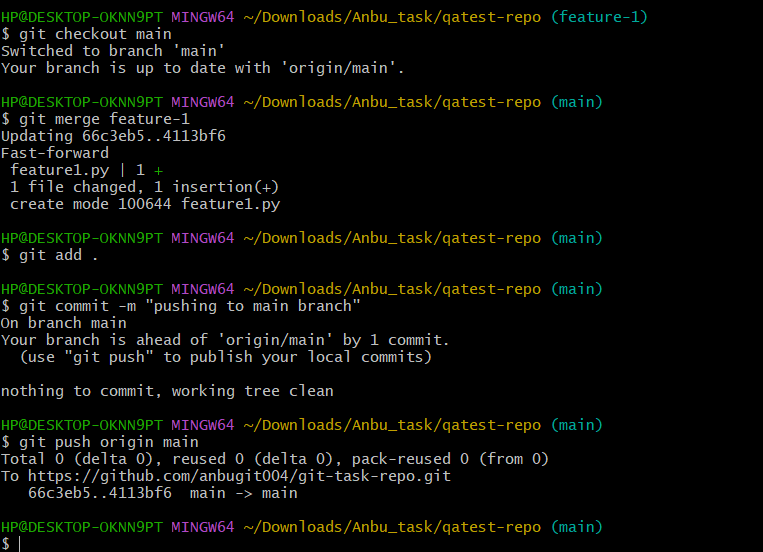 HP@DESKTOP-OKNN9PT MINGW64 ~/Downloads/Anbu_task/qatest-repo (feature-1)
$ git checkout main
Switched to branch 'main'
Your branch is up to date with 'origin/main'.

HP@DESKTOP-OKNN9PT MINGW64 ~/Downloads/Anbu_task/qatest-repo (main)
$ git merge feature-1
Updating 66c3eb5..4113bf6
Fast-forward
 feature1.py | 1 +
 1 file changed, 1 insertion(+)
 create mode 100644 feature1.py

HP@DESKTOP-OKNN9PT MINGW64 ~/Downloads/Anbu_task/qatest-repo (main)
$ git add .

HP@DESKTOP-OKNN9PT MINGW64 ~/Downloads/Anbu_task/qatest-repo (main)
$ git commit -m "pushing to main branch"
On branch main
Your branch is ahead of 'origin/main' by 1 commit.
  (use "git push" to publish your local commits)

nothing to commit, working tree clean

HP@DESKTOP-OKNN9PT MINGW64 ~/Downloads/Anbu_task/qatest-repo (main)
$ git push origin main
Total 0 (delta 0), reused 0 (delta 0), pack-reused 0 (from 0)
To https://github.com/anbugit004/git-task-repo.git
   66c3eb5..4113bf6  main -> main

HP@DESKTOP-OKNN9PT MINGW64 ~/Downloads/Anbu_task/qatest-repo (main)
$